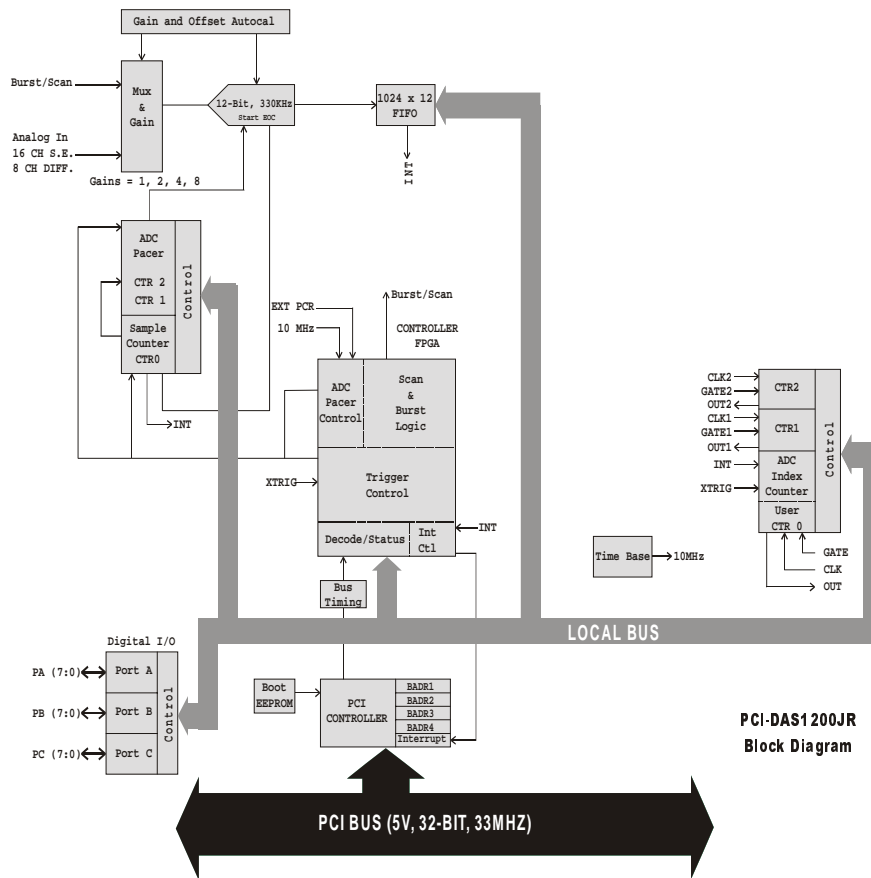 Gain and Offset Autocal
Burst/Scan
Mux
&
Gain
12-Bit, 330KHz
Start EOC
1024 x 12
FIFO
INT
Analog In
16 CH S.E.
8 CH DIFF.
Gains = 1, 2, 4, 8
ADC
Pacer
CTR 2
CTR 1
Control
Sample
Counter
CTR0
INT
Burst/Scan
EXT PCR
10 MHz
CONTROLLER
FPGA
ADC
Pacer
Control
Scan
&
Burst
Logic
XTRIG
Trigger
Control
Decode/Status
Int
Ctl
INT
Bus
Timing
CLK2
GATE2
OUT2
CLK1
GATE1
OUT1
INT
XTRIG
CTR2
CTR1
ADC
Index
Counter
User
CTR 0
Control
GATE
CLK
OUT
Time Base
10MHz
LOCAL BUS
Digital I/O
PA (7:0)
Port A
PB (7:0)
Port B
PC (7:0)
Port C
Control
Boot
EEPROM
PCI
CONTROLLER
BADR1
BADR2
BADR3
BADR4
Interrupt
PCI-DAS1200JR
Block Diagram
PCI BUS (5V, 32-BIT, 33MHZ)